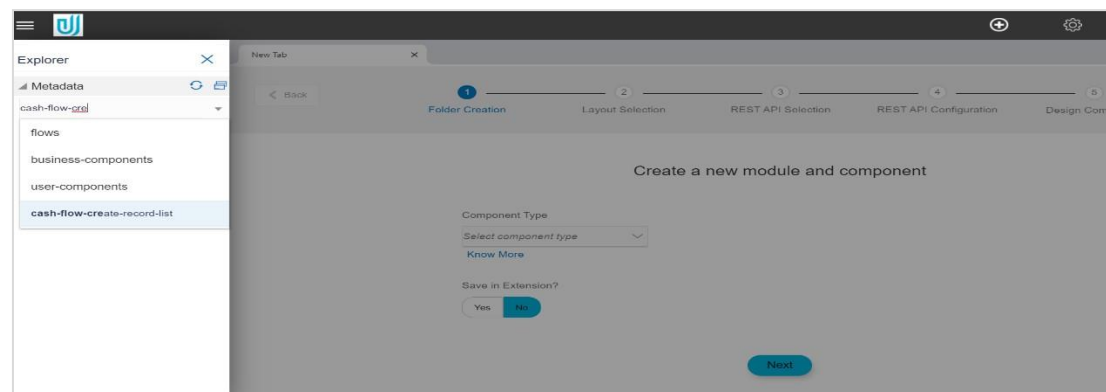 Explorer
Metadata
cash-flow-cre
flows
business-components
user-components
cash-flow-create-record-list
New Tab
Back
1 2 3 4 5
Folder Creation Layout Selection REST API Selection REST API Configuration Design Com
Create a new module and component
Component Type
Select component type
Know More
Save in Extension?
Yes No
Next